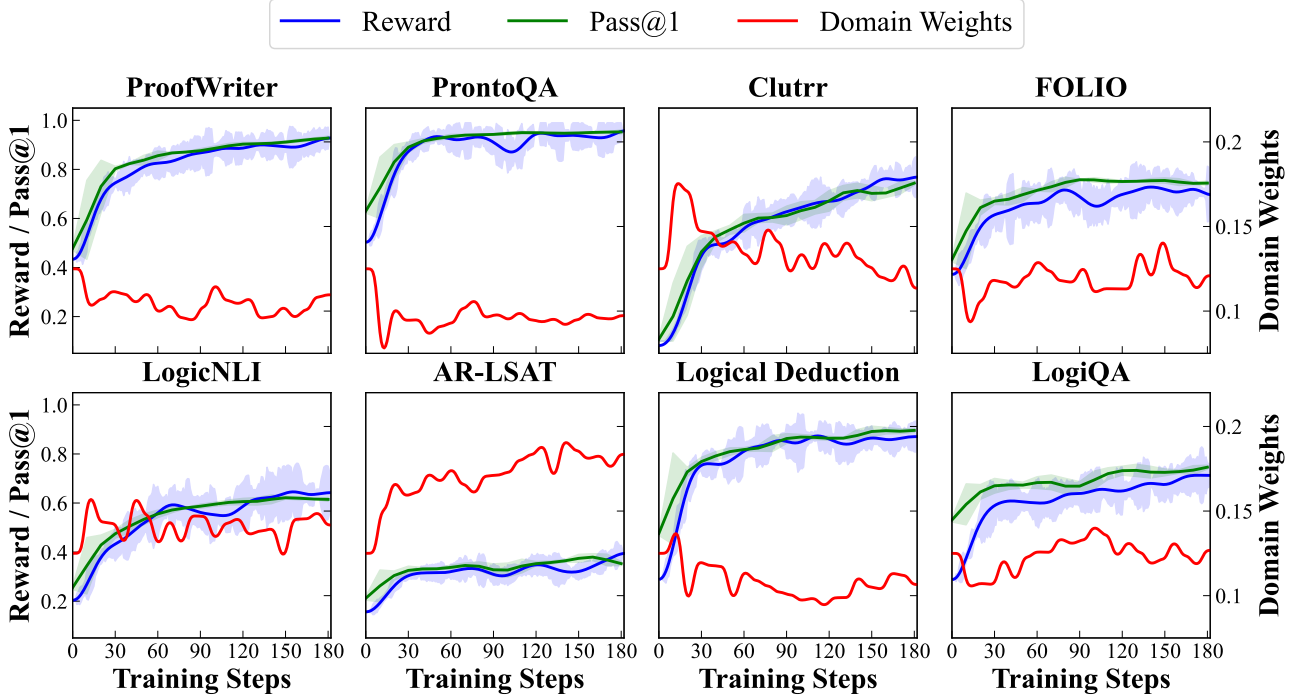 Reward Pass@1 Domain Weights
ProofWriter ProntoQA Clutrr FOLIO
Reward / Pass@1
1.0
0.8
0.6
0.4
0.2
0.2
0.15
0.1
Domain Weights
LogicNLI AR-LSAT Logical Deduction LogiQA
Reward / Pass@1
1.0
0.8
0.6
0.4
0.2
0.2
0.15
0.1
Domain Weights
0 30 60 90 120 150 180 0 30 60 90 120 150 180 0 30 60 90 120 150 180 0 30 60 90 120 150 180
Training Steps Training Steps Training Steps Training Steps